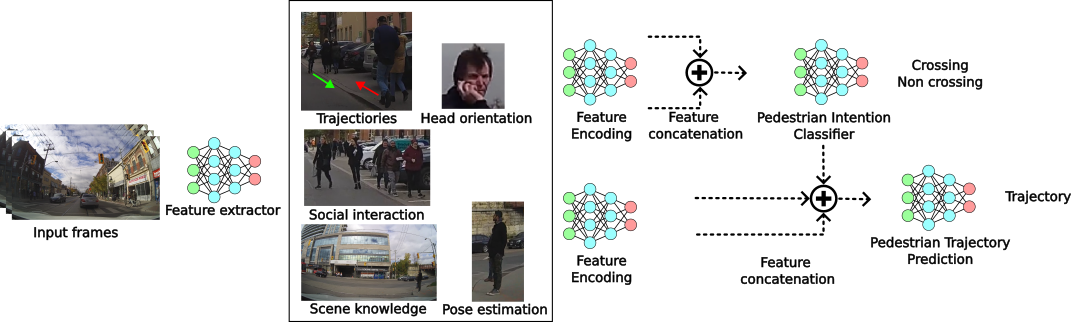 Input frames
Feature extractor
Trajectiories
Head orientation
Social interaction
Scene knowledge
Pose estimation
Feature
Encoding
Feature
concatenation
Pedestrian Intention
Classifier
Crossing
Non crossing
Feature
Encoding
Feature
concatenation
Pedestrian Trajectory
Prediction
Trajectory